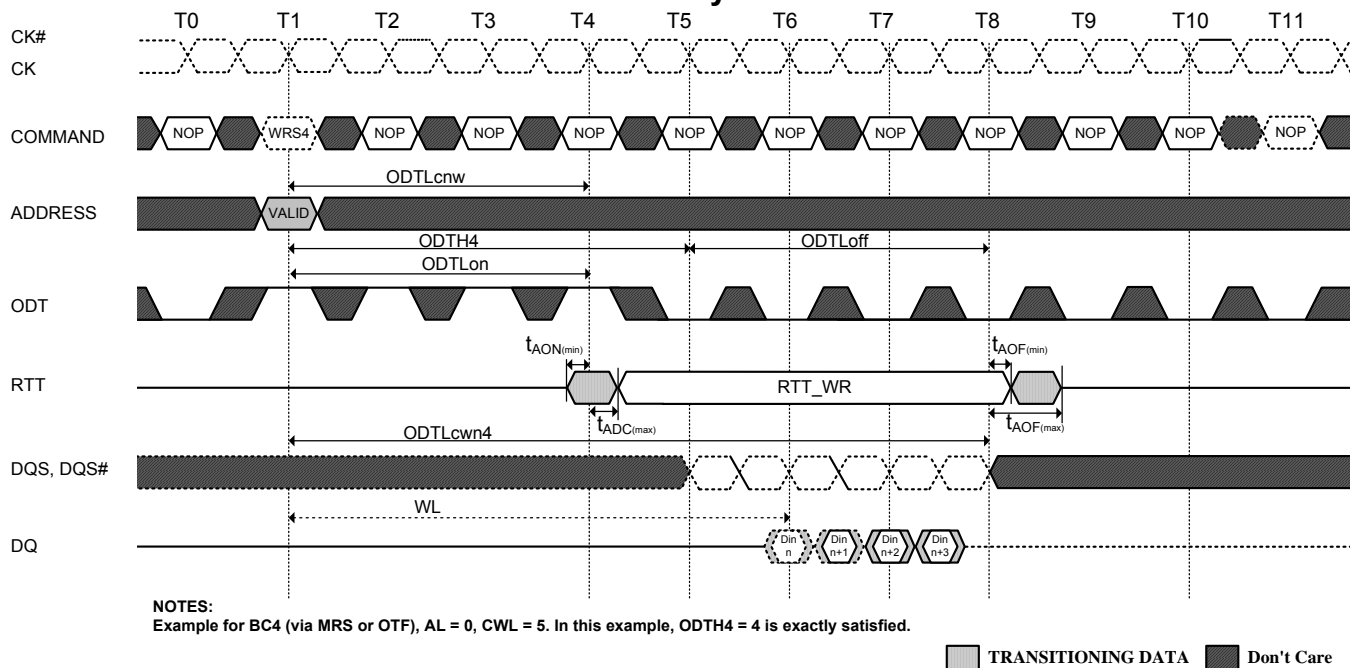 T0 T1 T2 T3 T4 T5 T6 T7 T8 T9 T10 T11
CK#
CK
COMMAND NOP WRS4 NOP NOP NOP NOP NOP NOP NOP NOP NOP NOP
ODTLcnw
ADDRESS VALID
ODTH4 ODTLoff
ODTLon
ODT
tAON(min) tAOF(min)
RTT RTT_WR
tADC(max) tAOF(max)
ODTLcwn4
DQS, DQS#
WL
DQ Din n Din n+1 Din n+2 Din n+3
NOTES:
Example for BC4 (via MRS or OTF), AL = 0, CWL = 5. In this example, ODTH4 = 4 is exactly satisfied.
TRANSITIONING DATA Don't Care